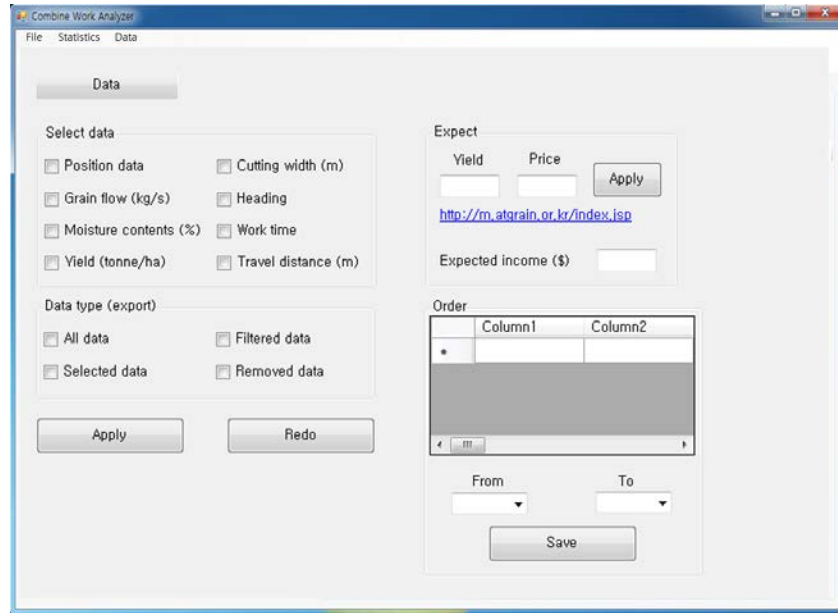 Combine Work Analyzer
File Statistics Data
Data
Select data
Position data
Cutting width (m)
Grain flow (kg/s)
Heading
Moisture contents (%)
Work time
Yield (tonne/ha)
Travel distance (m)
Data type (export)
All data
Filtered data
Selected data
Removed data
Apply
Redo
Expect
Yield Price
Apply
http://m.atgrain.or.kr/index.jsp
Expected income ($)
Order
Column1 Column2
From To
Save